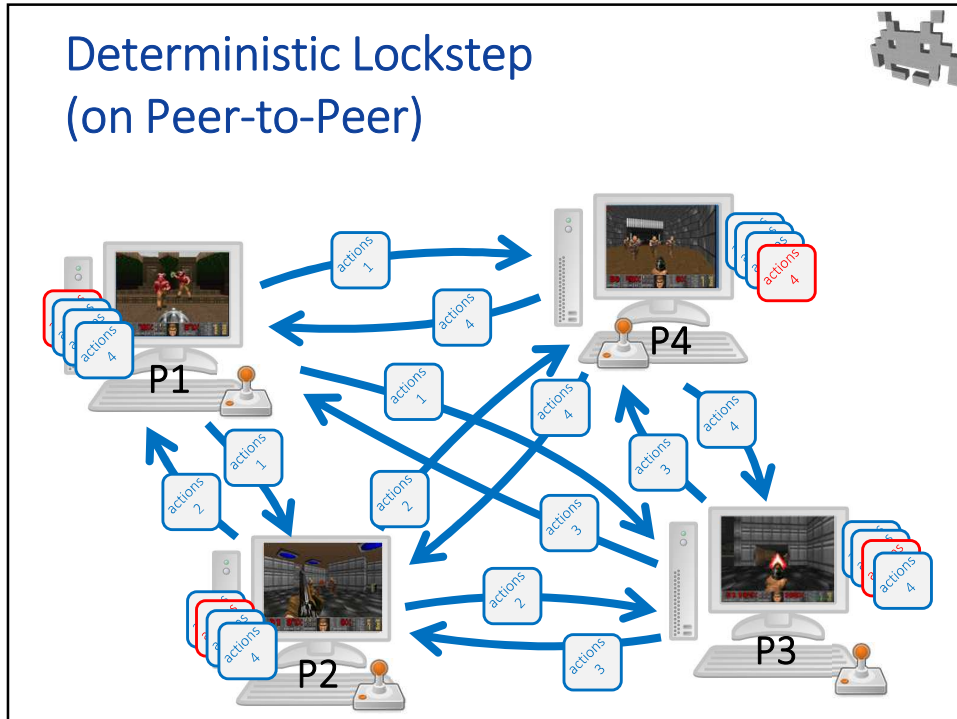 Deterministic Lockstep
(on Peer-to-Peer)
actions
1
actions
4
P4
actions
4
actions
4
P1
actions
1
actions
4
actions
4
actions
1
actions
2
actions
3
actions
2
actions
3
actions
2
actions
4
P2
actions
3
P3
actions
4